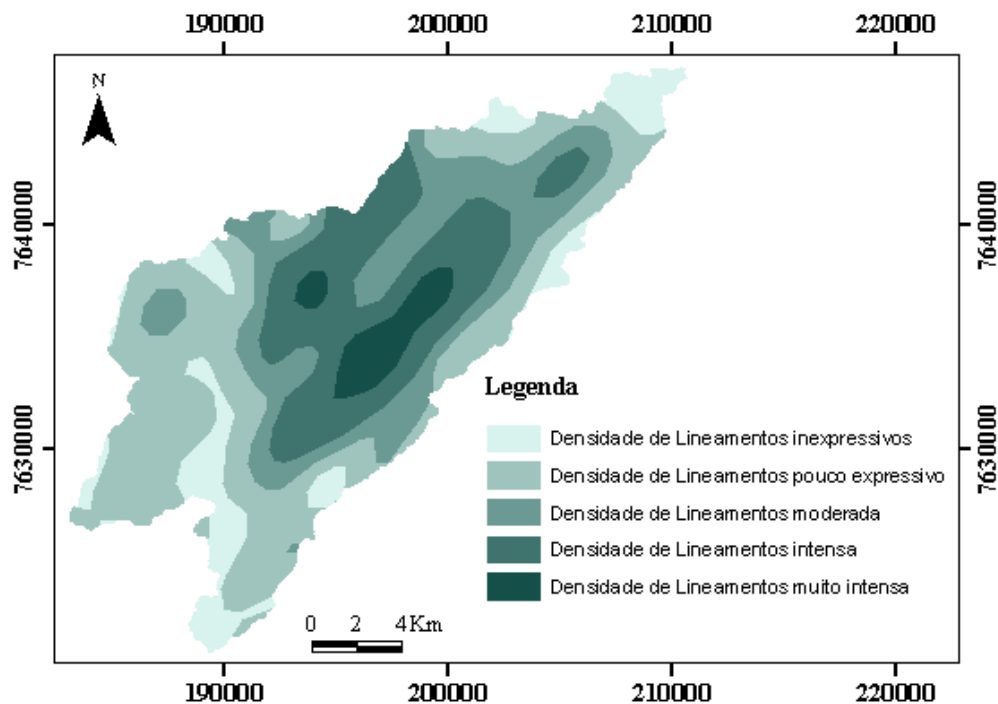 190000 200000 210000 220000
N
7640000 7640000
7630000 7630000
Legenda
Densidade de Lineamentos inexpressivos
Densidade de Lineamentos pouco expressivo
Densidade de Lineamentos moderada
Densidade de Lineamentos intensa
Densidade de Lineamentos muito intensa
0 2 4 Km
190000 200000 210000 220000